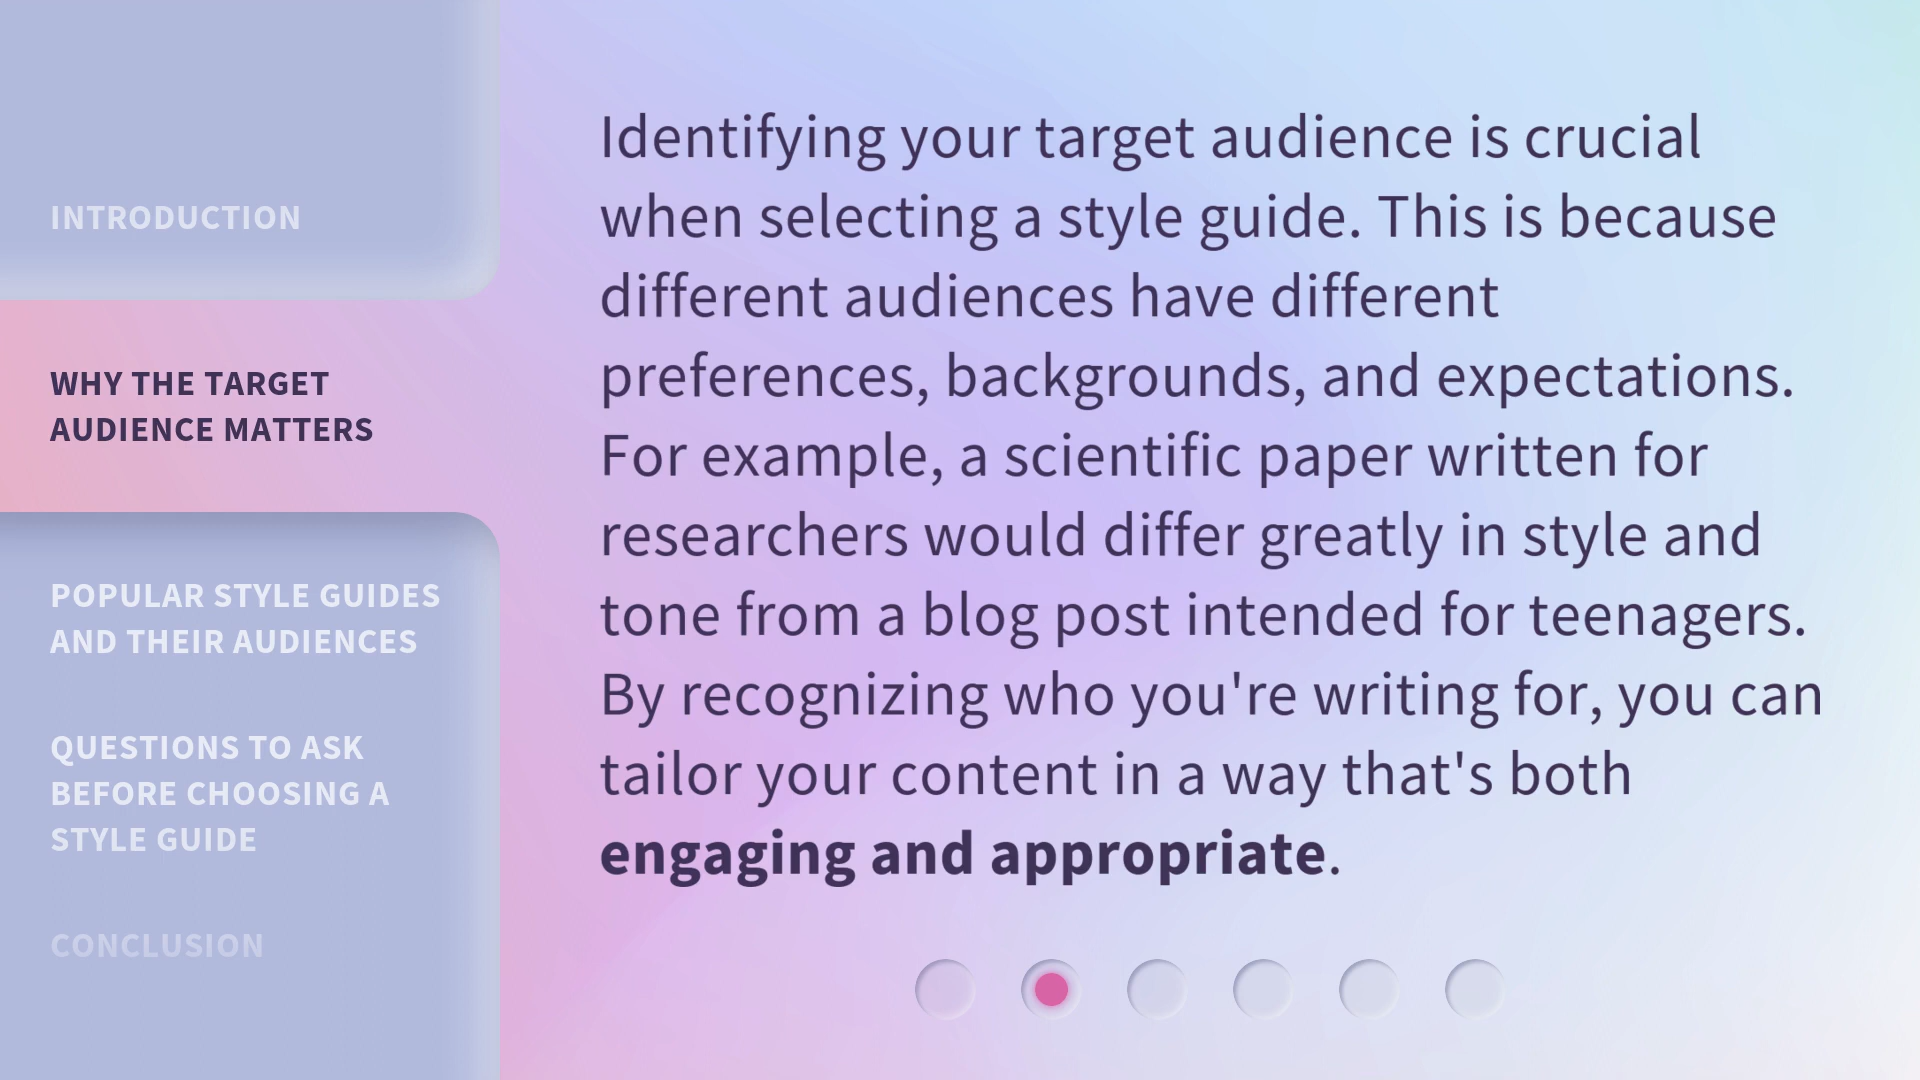 INTRODUCTION
WHY THE TARGET
AUDIENCE MATTERS
POPULAR STYLE GUIDES
AND THEIR AUDIENCES
QUESTIONS TO ASK
BEFORE CHOOSING A
STYLE GUIDE
CONCLUSION
Identifying your target audience is crucial
when selecting a style guide. This is because
different audiences have different
preferences, backgrounds, and expectations.
For example, a scientific paper written for
researchers would differ greatly in style and
tone from a blog post intended for teenagers.
By recognizing who you're writing for, you can
tailor your content in a way that's both
engaging and appropriate.